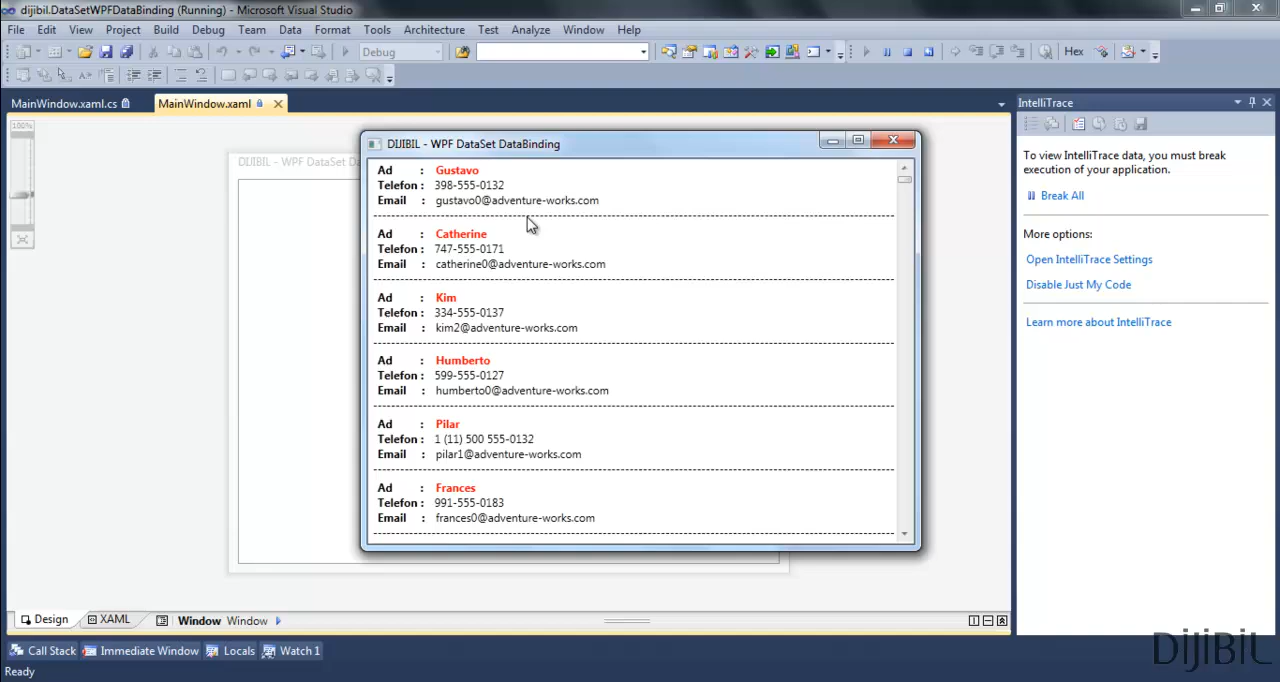 dijibil.DataSetWPFDataBinding (Running) - Microsoft Visual Studio
File Edit View Project Build Debug Team Data Format Tools Architecture Test Analyze Window Help
Debug Hex
MainWindow.xaml.cs MainWindow.xaml
IntelliTrace
100%
DIJIBIL - WPF DataSet Da
DIJIBIL - WPF DataSet DataBinding
Ad : Gustavo
Telefon : 398-555-0132
Email : gustavo0@adventure-works.com
Ad : Catherine
Telefon : 747-555-0171
Email : catherine0@adventure-works.com
Ad : Kim
Telefon : 334-555-0137
Email : kim2@adventure-works.com
Ad : Humberto
Telefon : 599-555-0127
Email : humberto0@adventure-works.com
Ad : Pilar
Telefon : 1 (11) 500 555-0132
Email : pilar1@adventure-works.com
Ad : Frances
Telefon : 991-555-0183
Email : frances0@adventure-works.com
To view IntelliTrace data, you must break
execution of your application.
Break All
More options:
Open IntelliTrace Settings
Disable Just My Code
Learn more about IntelliTrace
Design XAML Window Window
Call Stack Immediate Window Locals Watch 1
Ready
DijiBiL